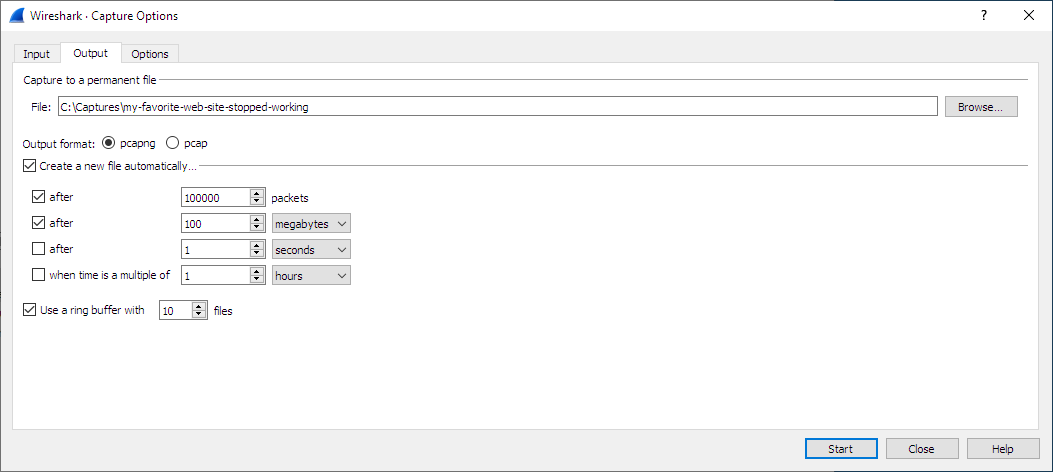 Wireshark · Capture Options
?
Input Output Options
Capture to a permanent file
File: C:\Captures\my-favorite-web-site-stopped-working Browse...
Output format: pcapng pcap
Create a new file automatically...
after 100000 packets
after 100 megabytes
after 1 seconds
when time is a multiple of 1 hours
Use a ring buffer with 10 files
Start Close Help